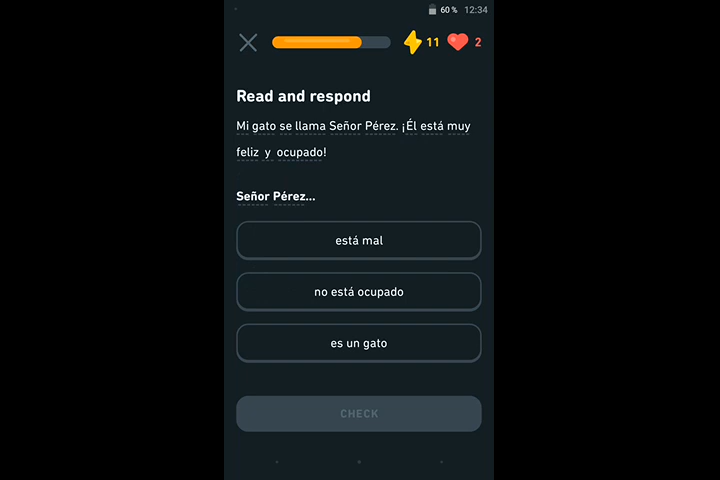 60 % 12:34
11 2
Read and respond
Mi gato se llama Señor Pérez. ¡Él está muy
feliz y ocupado!
Señor Pérez...
está mal
no está ocupado
es un gato
CHECK